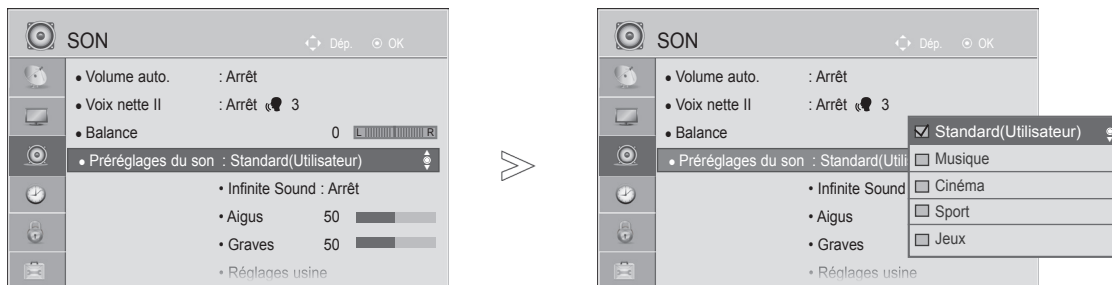 SON
Dép. OK
• Volume auto. : Arrêt
• Voix nette II : Arrêt 3
• Balance 0 L R
• Préréglages du son : Standard(Utilisateur)
• Infinite Sound : Arrêt
• Aigus 50
• Graves 50
• Réglages usine
SON
Dép. OK
• Volume auto. : Arrêt
• Voix nette II : Arrêt 3
• Balance
• Préréglages du son : Standard(Utili
• Infinite Sound
• Aigus
• Graves
• Réglages usine
Standard(Utilisateur)
Musique
Cinéma
Sport
Jeux